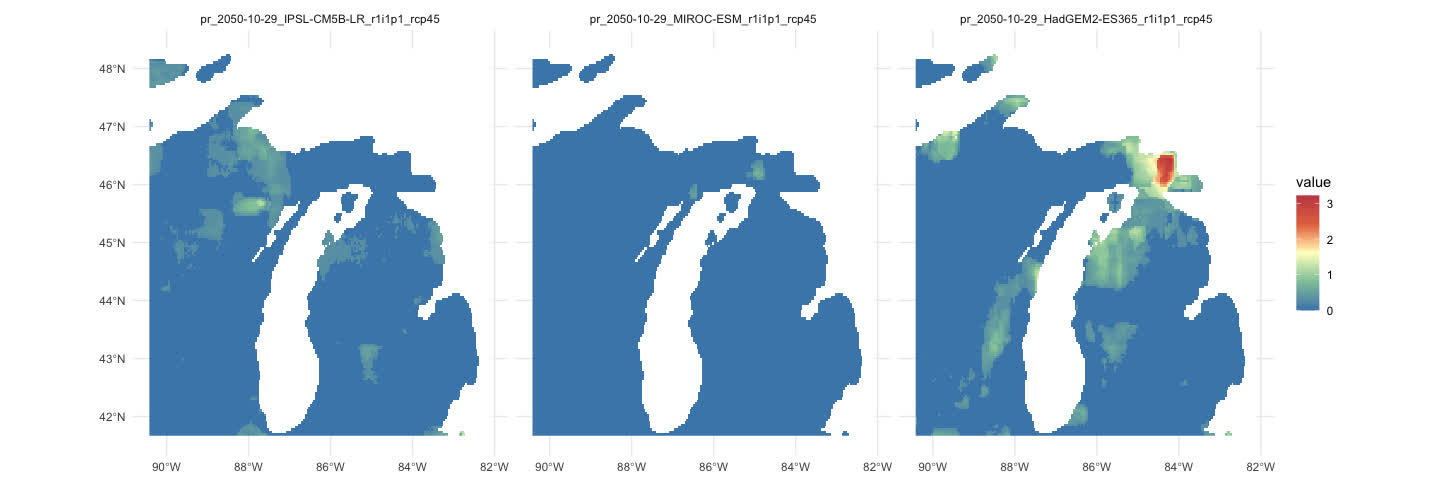 pr_2050-10-29_IPSL-CM5B-LR_r1i1p1_rcp45
pr_2050-10-29_MIROC-ESM_r1i1p1_rcp45
pr_2050-10-29_HadGEM2-ES365_r1i1p1_rcp45
48°N
47°N
46°N
45°N
44°N
43°N
42°N
90°W 88°W 86°W 84°W 82°W
90°W 88°W 86°W 84°W 82°W
90°W 88°W 86°W 84°W 82°W
value
3
2
1
0